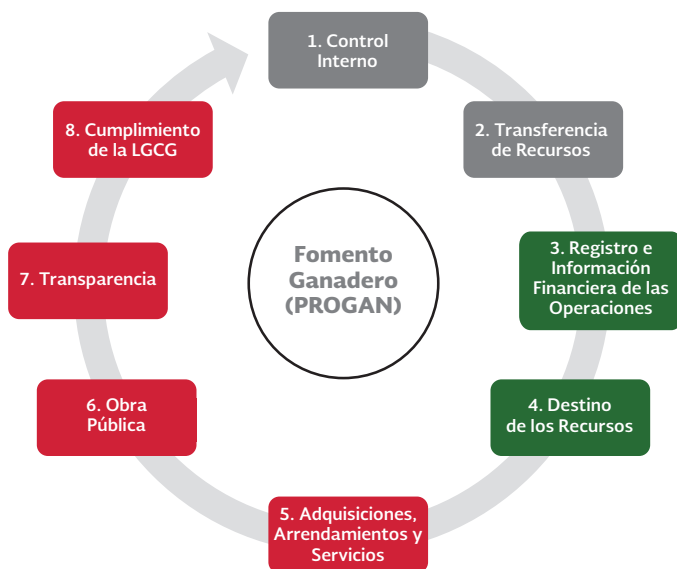 1. Control
Interno
2. Transferencia
de Recursos
3. Registro e
Información
Financiera de las
Operaciones
4. Destino
de los Recursos
5. Adquisiciones,
Arrendamientos y
Servicios
6. Obra
Pública
7. Transparencia
8. Cumplimiento
de la LGCG
Fomento
Ganadero
(PROGAN)